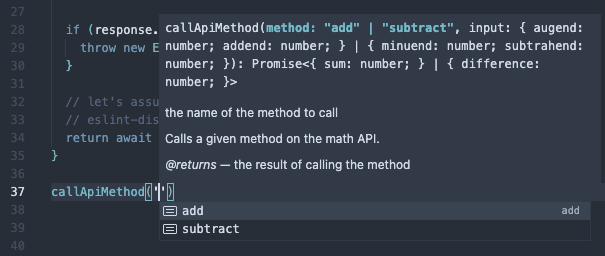 27
28 if (response.
29 throw new E
30 }
31
32 // let's assu
33 // eslint-dis
34 return await
35 }
36
37 callApiMethod('')
38
39
40
callApiMethod(method: "add" | "subtract", input: { augend:
number; addend: number; } | { minuend: number; subtrahend:
number; }): Promise<{ sum: number; } | { difference:
number; }>
the name of the method to call
Calls a given method on the math API.
@returns — the result of calling the method
add add
subtract